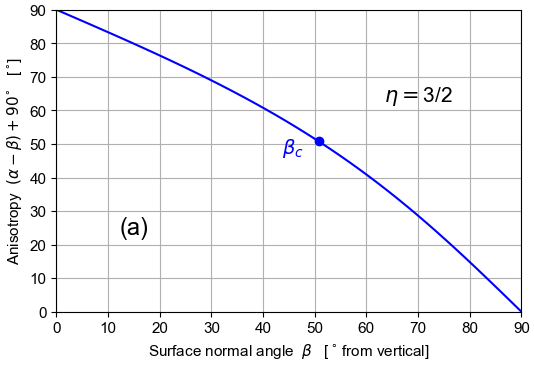 90
80
70
60
50
40
30
20
10
0
Anisotropy (α − β) + 90° [°]
η = 3/2
βc
(a)
0 10 20 30 40 50 60 70 80 90
Surface normal angle β [° from vertical]